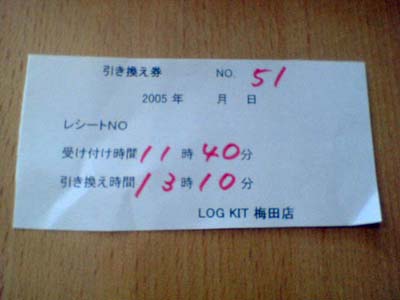 引き換え券 NO. 51
2005 年 月 日
レシートNO
受け付け時間 11 時 40 分
引き換え時間 13 時 10 分
LOG KIT 梅田店